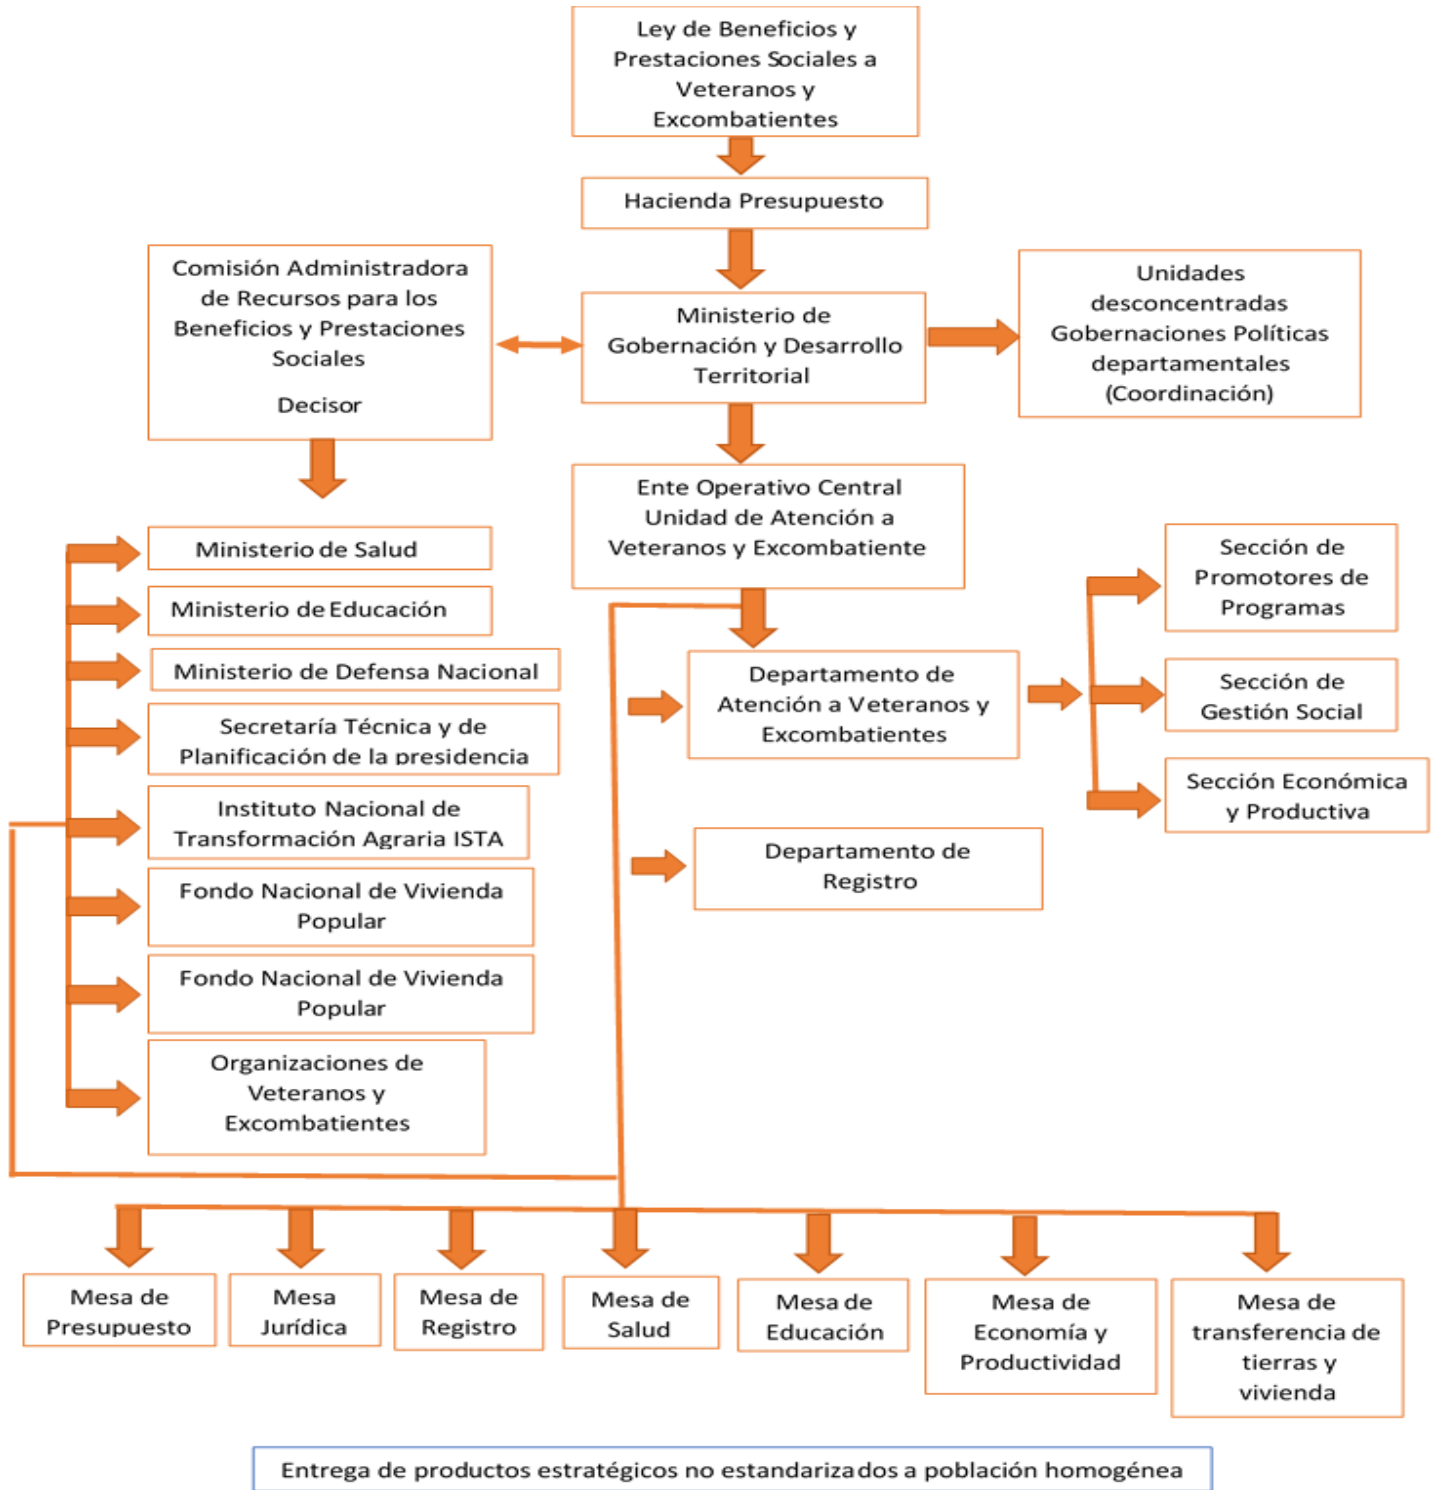 Ley de Beneficios y
Prestaciones Sociales a
Veteranos y
Excombatientes
Hacienda Presupuesto
Comisión Administradora
de Recursos para los
Beneficios y Prestaciones
Sociales
Decisor
Ministerio de
Gobernación y Desarrollo
Territorial
Unidades
desconcentradas
Gobernaciones Políticas
departamentales
(Coordinación)
Ente Operativo Central
Unidad de Atención a
Veteranos y Excombatiente
Ministerio de Salud
Ministerio de Educación
Ministerio de Defensa Nacional
Secretaría Técnica y de
Planificación de la presidencia
Instituto Nacional de
Transformación Agraria ISTA
Fondo Nacional de Vivienda
Popular
Fondo Nacional de Vivienda
Popular
Organizaciones de
Veteranos y
Excombatientes
Departamento de
Atención a Veteranos y
Excombatientes
Departamento de
Registro
Sección de
Promotores de
Programas
Sección de
Gestión Social
Sección Económica
y Productiva
Mesa de
Presupuesto
Mesa
Jurídica
Mesa de
Registro
Mesa de
Salud
Mesa de
Educación
Mesa de
Economía y
Productividad
Mesa de
transferencia de
tierras y
vivienda
Entrega de productos estratégicos no estandarizados a población homogénea